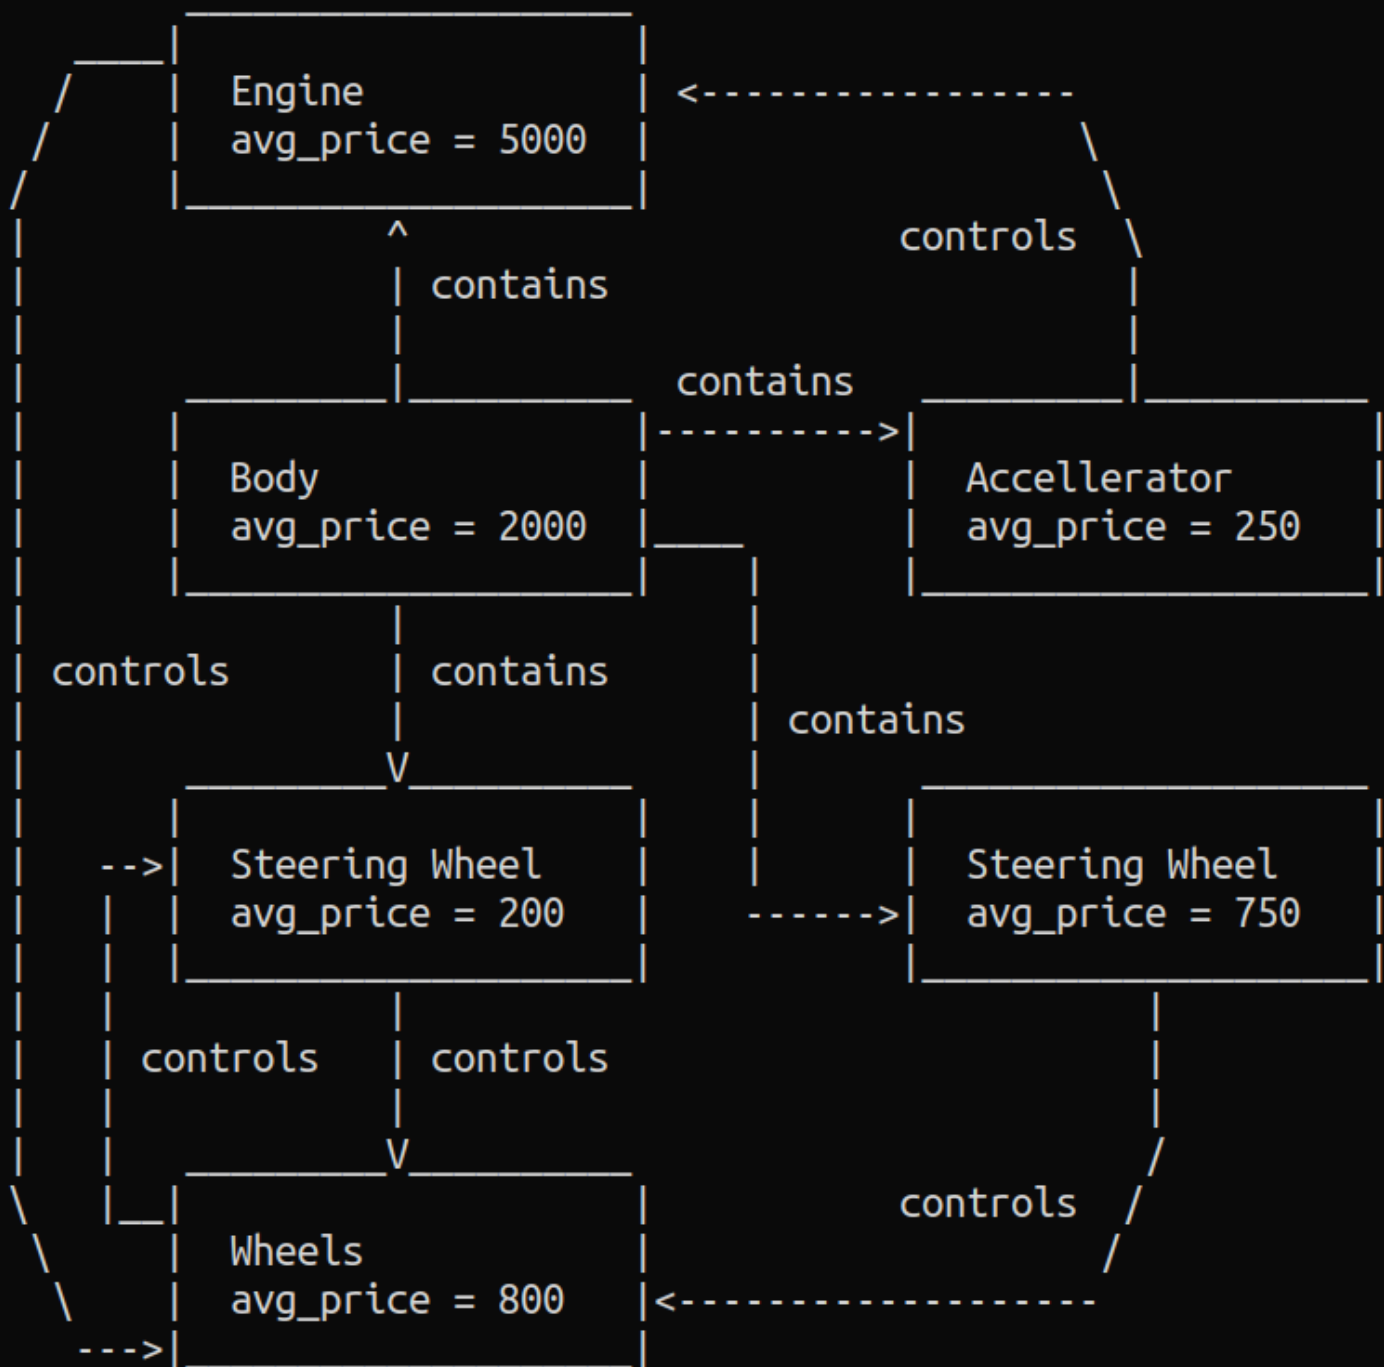 Engine
avg_price = 5000
controls
contains
contains
Body
avg_price = 2000
Accellerator
avg_price = 250
controls
contains
contains
Steering Wheel
avg_price = 200
Steering Wheel
avg_price = 750
controls
controls
controls
Wheels
avg_price = 800